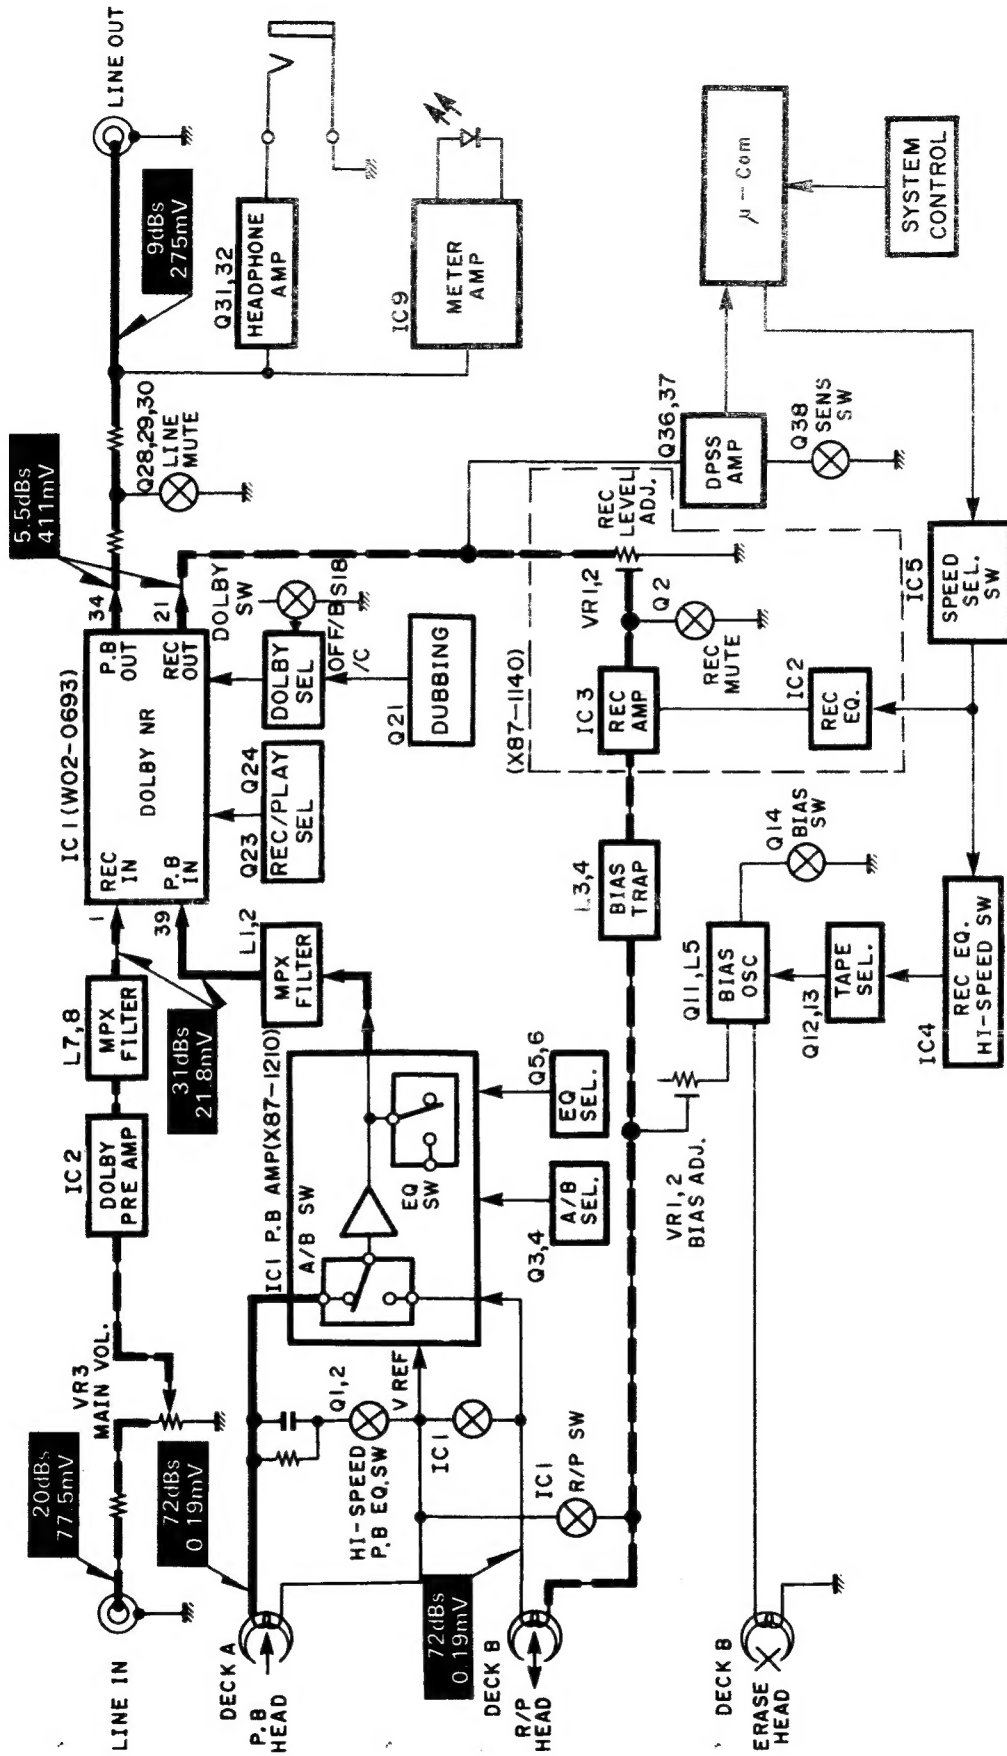 LINE IN
20dBs
77.5mV
VR3
MAIN VOL.
IC2
DOLBY
PRE AMP
L7,8
MPX
FILTER
31dBs
21.8mV
1
39
IC1(W02-0693)
REC
IN
P.B
IN
DOLBY NR
P.B
OUT
REC
OUT
34
21
5.5dBs
411mV
Q28,29,30
LINE
MUTE
9dBs
275mV
LINE OUT
Q31,32
HEADPHONE
AMP
IC9
METER
AMP
DECK A
P.B
HEAD
72dBs
0.19mV
HI-SPEED
P.B EQ.SW
Q1,2
V REF
IC1
IC1 P.B AMP(X87-1210)
A/B SW
EQ
SW
L1,2
MPX
FILTER
Q3,4
A/B
SEL.
Q5,6
EQ
SEL.
Q23
Q24
REC/PLAY
SEL
DOLBY
SW
DOLBY
SEL
OFF/B
/C
S18
Q21
DUBBING
72dBs
0.19mV
DECK B
R/P
HEAD
IC1
R/P SW
VR1,2
BIAS ADJ.
L3,4
BIAS
TRAP
(X87-1140)
IC3
REC
AMP
VR1,2
REC
LEVEL
ADJ.
Q2
REC
MUTE
IC2
REC
EQ.
Q36,37
DPSS
AMP
Q38
SENS
SW
μ-Com
SYSTEM
CONTROL
DECK B
ERASE
HEAD
Q11,L5
BIAS
OSC
Q14
BIAS
SW
Q12,13
TAPE
SEL.
IC4
REC EQ.
HI-SPEED SW
IC5
SPEED
SEL.
SW